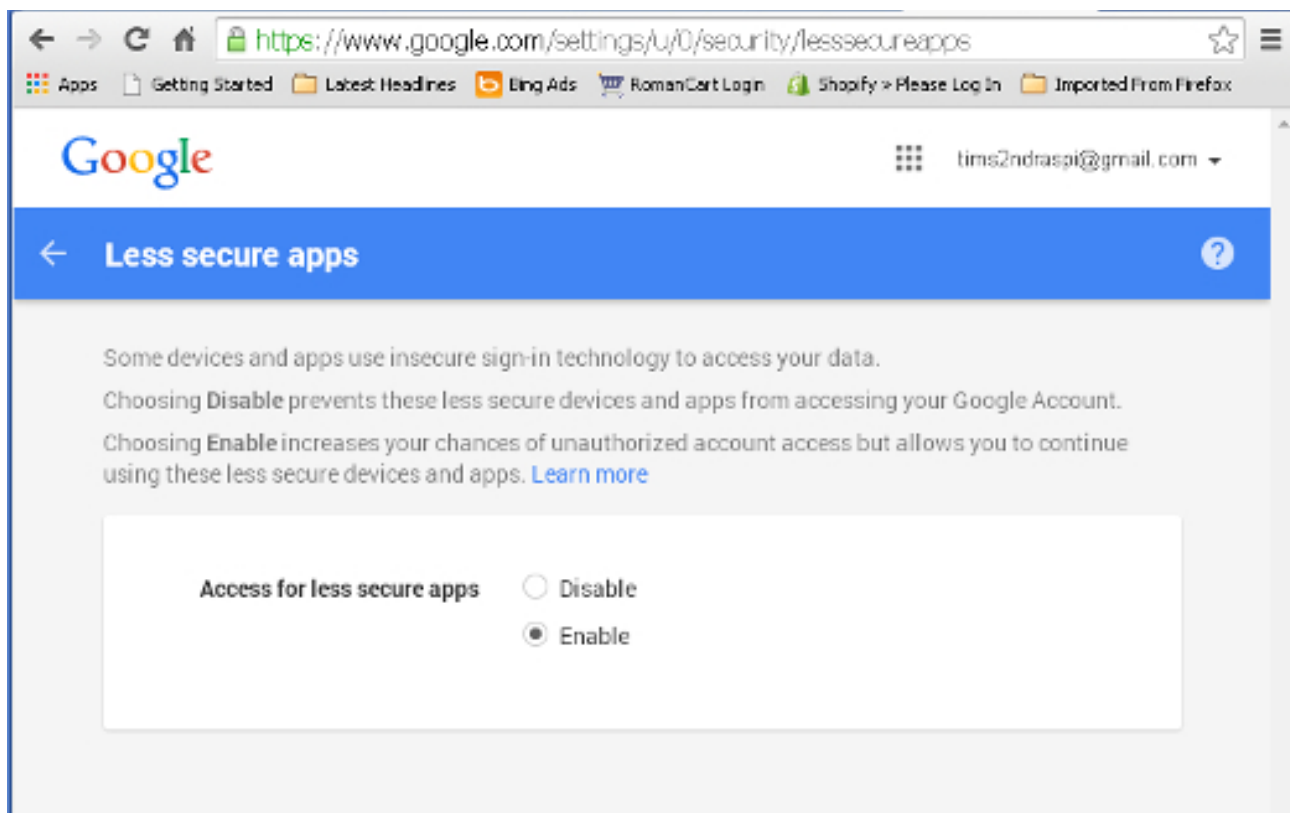 https://www.google.com/settings/u/0/security/lesssecureapps
Apps Getting Started Latest Headlines Bing Ads RomanCart Login Shopify » Please Log In Imported From Firefox
Google tims2ndraspi@gmail.com
Less secure apps ?
Some devices and apps use insecure sign-in technology to access your data.
Choosing Disable prevents these less secure devices and apps from accessing your Google Account.
Choosing Enable increases your chances of unauthorized account access but allows you to continue
using these less secure devices and apps. Learn more
Access for less secure apps Disable
Enable